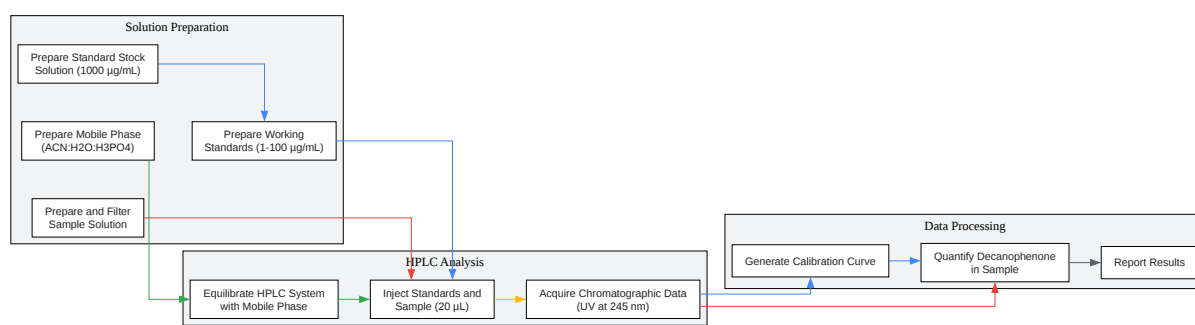 Solution Preparation
Prepare Standard Stock
Solution (1000 µg/mL)
Prepare Mobile Phase
(ACN:H2O:H3PO4)
Prepare Working
Standards (1-100 µg/mL)
Prepare and Filter
Sample Solution
HPLC Analysis
Equilibrate HPLC System
with Mobile Phase
Inject Standards and
Sample (20 µL)
Acquire Chromatographic Data
(UV at 245 nm)
Data Processing
Generate Calibration Curve
Quantify Decanophenone
in Sample
Report Results